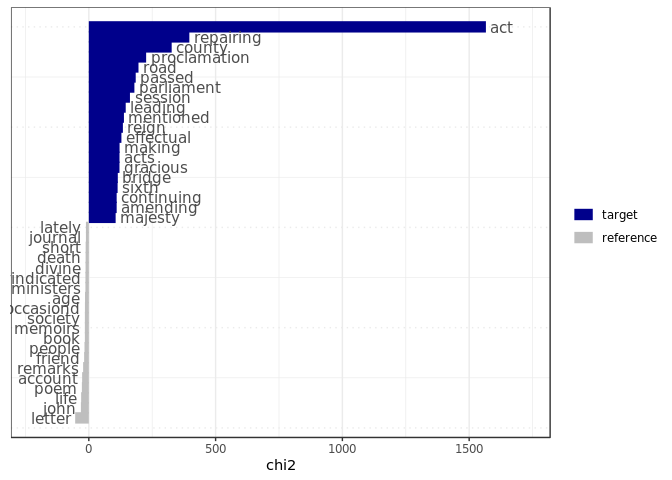 act
repairing
county
proclamation
road
passed
parliament
session
leading
mentioned
reign
effectual
making
acts
gracious
bridge
sixth
continuing
amending
majesty
lately
journal
short
death
divine
indicated
ministers
age
occasiond
society
memoirs
book
people
friend
remarks
account
poem
life
john
letter
0 500 1000 1500
chi2
target
reference